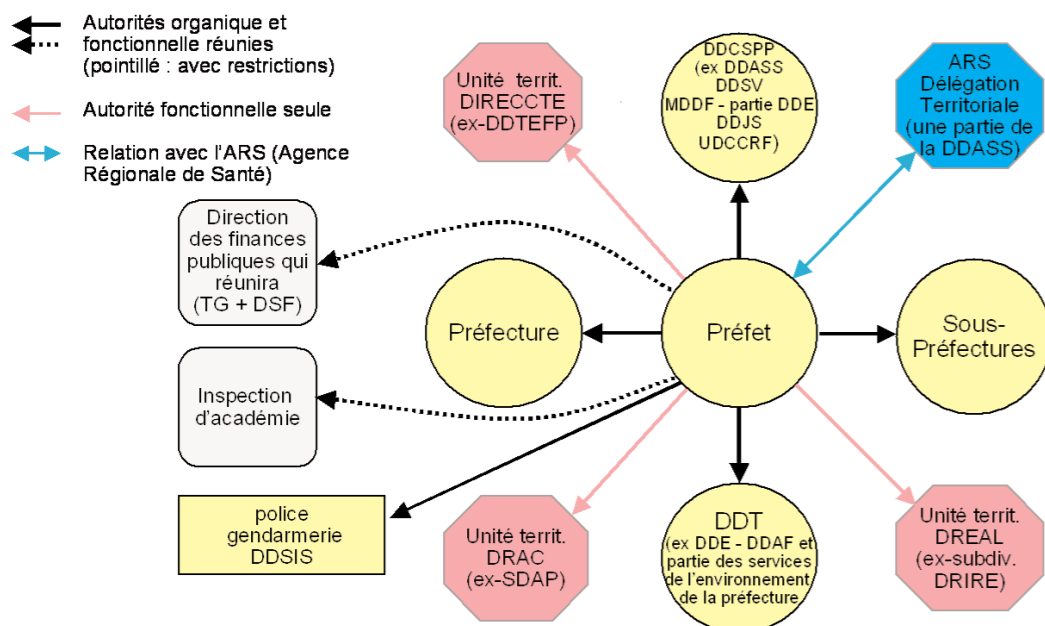 Autorités organique et
fonctionnelle réunies
(pointillé : avec restrictions)
Autorité fonctionnelle seule
Relation avec l'ARS (Agence
Régionale de Santé)
Unité territ.
DIRECCTE
(ex-DDTEFP)
DDCSPP
(ex DDASS
DDSV
MDDF - partie DDE
DDJS
UDCCRF)
ARS
Délégation
Territoriale
(une partie de
la DDASS)
Direction
des finances
publiques qui
réunira
(TG + DSF)
Préfecture
Préfet
Sous-
Préfectures
Inspection
d'académie
police
gendarmerie
DDSIS
Unité territ.
DRAC
(ex-SDAP)
DDT
(ex DDE - DDAF et
partie des services
de l'environnement
de la préfecture
Unité territ.
DREAL
(ex-subdiv.
DRIRE)